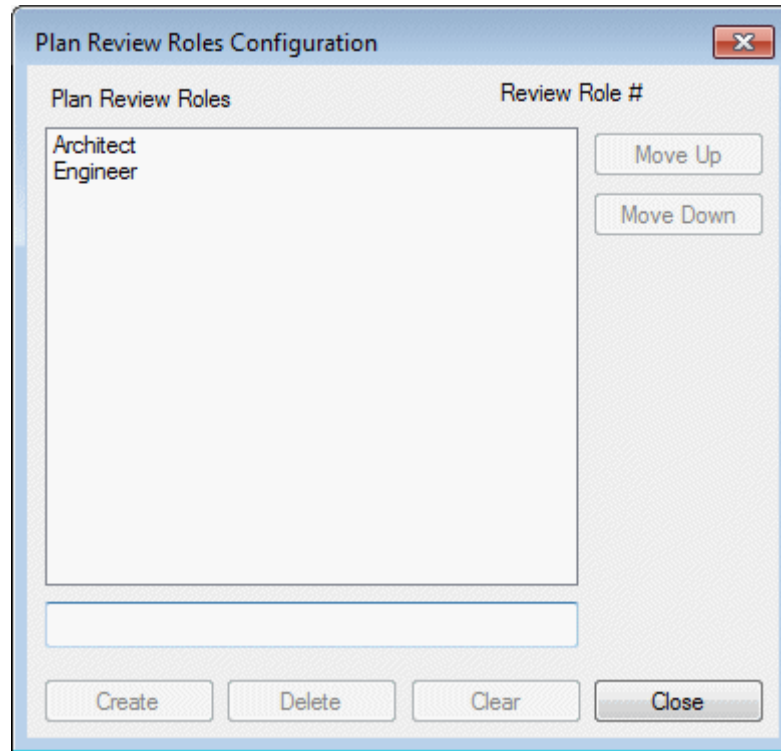 Plan Review Roles Configuration
Plan Review Roles
Review Role #
Architect
Engineer
Move Up
Move Down
Create
Delete
Clear
Close